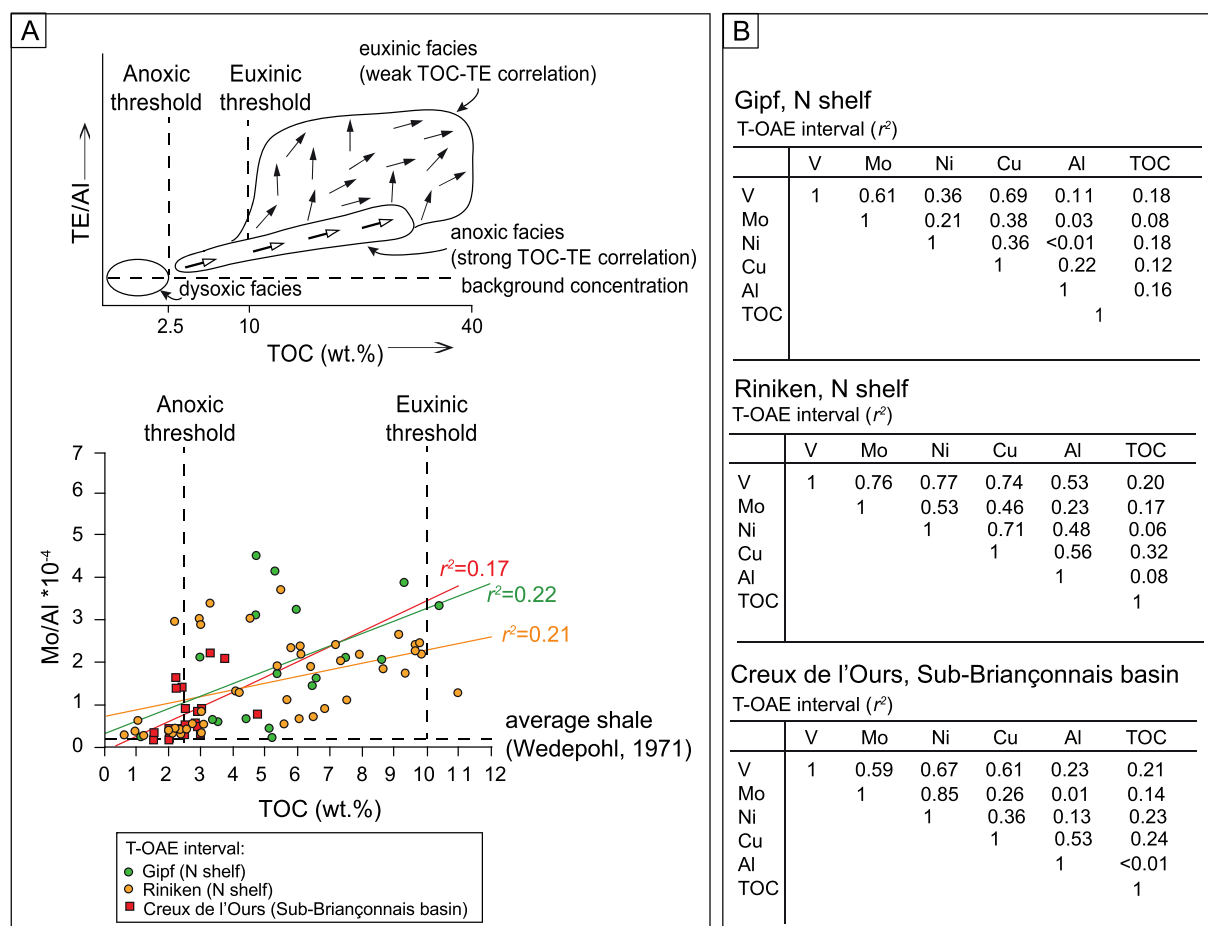 A
Anoxic
threshold
Euxinic
threshold
euxinic facies
(weak TOC-TE correlation)
TE/Al
anoxic facies
(strong TOC-TE correlation)
background concentration
dysoxic facies
2.5 10 40
TOC (wt.%)
Anoxic
threshold
Euxinic
threshold
7
6
5
4
3
2
1
0
Mo/Al *10⁻⁴
r²=0.17
r²=0.22
r²=0.21
average shale
(Wedepohl, 1971)
0 1 2 3 4 5 6 7 8 9 10 11 12
TOC (wt.%)
T-OAE interval:
Gipf (N shelf)
Riniken (N shelf)
Creux de l'Ours (Sub-Briançonnais basin)
B
Gipf, N shelf
T-OAE interval (r²)
V Mo Ni Cu Al TOC
V 1 0.61 0.36 0.69 0.11 0.18
Mo 1 0.21 0.38 0.03 0.08
Ni 1 0.36 <0.01 0.18
Cu 1 0.22 0.12
Al 1 0.16
TOC 1
Riniken, N shelf
T-OAE interval (r²)
V Mo Ni Cu Al TOC
V 1 0.76 0.77 0.74 0.53 0.20
Mo 1 0.53 0.46 0.23 0.17
Ni 1 0.71 0.48 0.06
Cu 1 0.56 0.32
Al 1 0.08
TOC 1
Creux de l'Ours, Sub-Briançonnais basin
T-OAE interval (r²)
V Mo Ni Cu Al TOC
V 1 0.59 0.67 0.61 0.23 0.21
Mo 1 0.85 0.26 0.01 0.14
Ni 1 0.36 0.13 0.23
Cu 1 0.53 0.24
Al 1 <0.01
TOC 1